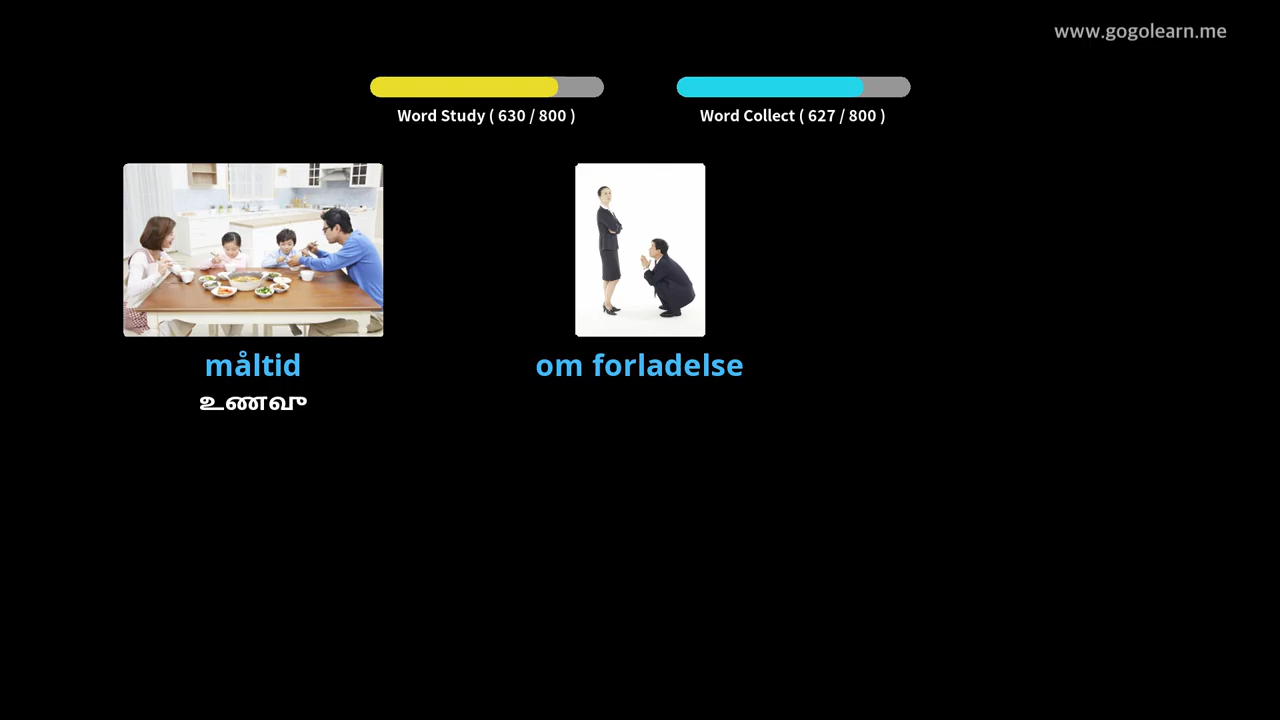 www.gogolearn.me
Word Study ( 630 / 800 )
Word Collect ( 627 / 800 )
måltid
om forladelse
உணவு